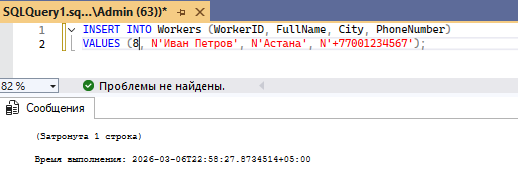 SQLQuery1.sq...\Admin (63))*
1 INSERT INTO Workers (WorkerID, FullName, City, PhoneNumber)
2 VALUES (8, N'Иван Петров', N'Астана', N'+77001234567');
82 % Проблемы не найдены.
Сообщения
(Затронута 1 строка)
Время выполнения: 2026-03-06T22:58:27.8734514+05:00